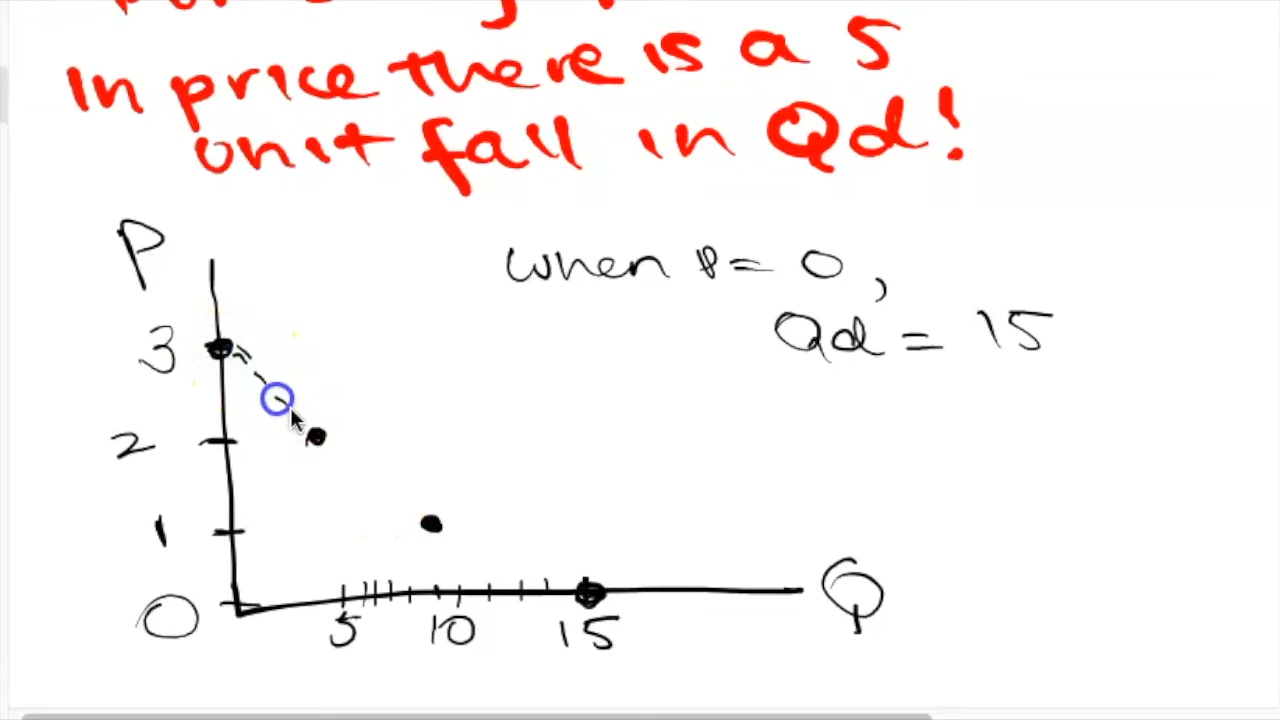 In price there is a 5
unit fall in Qd!
P
when P = 0,
Qd = 15
3
2
1
0
5 10 15
Q